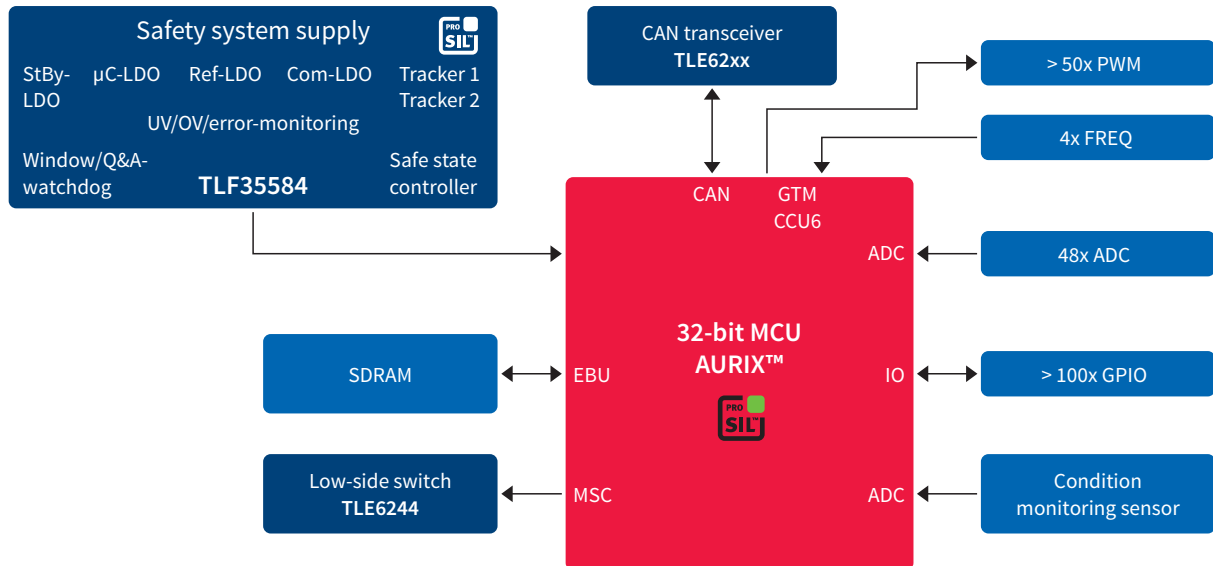 Safety system supply
PRO
SIL™
StBy-
LDO
µC-LDO
Ref-LDO
Com-LDO
Tracker 1
Tracker 2
UV/OV/error-monitoring
Window/Q&A-
watchdog
TLF35584
Safe state
controller
CAN transceiver
TLE62xx
> 50x PWM
4x FREQ
CAN
GTM
CCU6
ADC
48x ADC
32-bit MCU
AURIX™
PRO
SIL™
SDRAM
EBU
IO
> 100x GPIO
Low-side switch
TLE6244
MSC
ADC
Condition
monitoring sensor